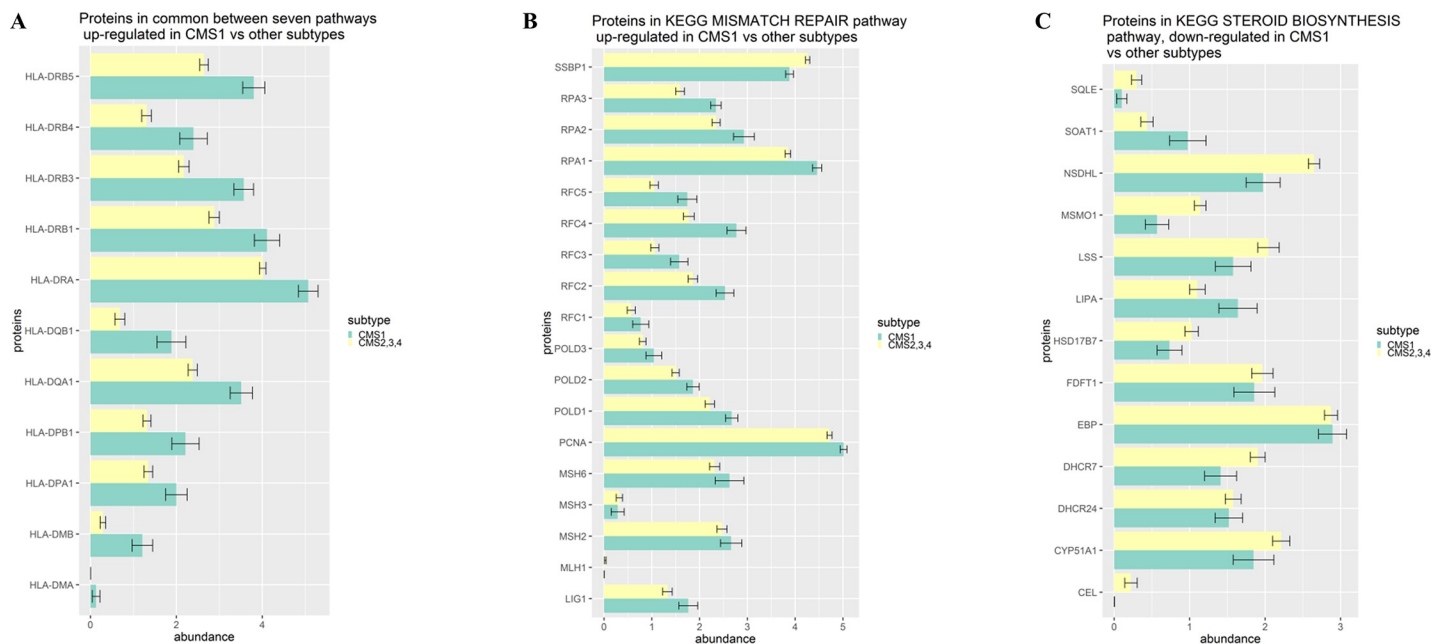 A
Proteins in common between seven pathways
up-regulated in CMS1 vs other subtypes
HLA-DRB5
HLA-DRB4
HLA-DRB3
HLA-DRB1
HLA-DRA
HLA-DQB1
HLA-DQA1
HLA-DPB1
HLA-DPA1
HLA-DMB
HLA-DMA
proteins
0 2 4
abundance
subtype
CMS1
CMS2,3,4
B
Proteins in KEGG MISMATCH REPAIR pathway
up-regulated in CMS1 vs other subtypes
SSBP1
RPA3
RPA2
RPA1
RFC5
RFC4
RFC3
RFC2
RFC1
POLD3
POLD2
POLD1
PCNA
MSH6
MSH3
MSH2
MLH1
LIG1
proteins
0 1 2 3 4 5
abundance
subtype
CMS1
CMS2,3,4
C
Proteins in KEGG STEROID BIOSYNTHESIS
pathway, down-regulated in CMS1
vs other subtypes
SQLE
SOAT1
NSDHL
MSMO1
LSS
LIPA
HSD17B7
FDFT1
EBP
DHCR7
DHCR24
CYP51A1
CEL
proteins
0 1 2 3
abundance
subtype
CMS1
CMS2,3,4